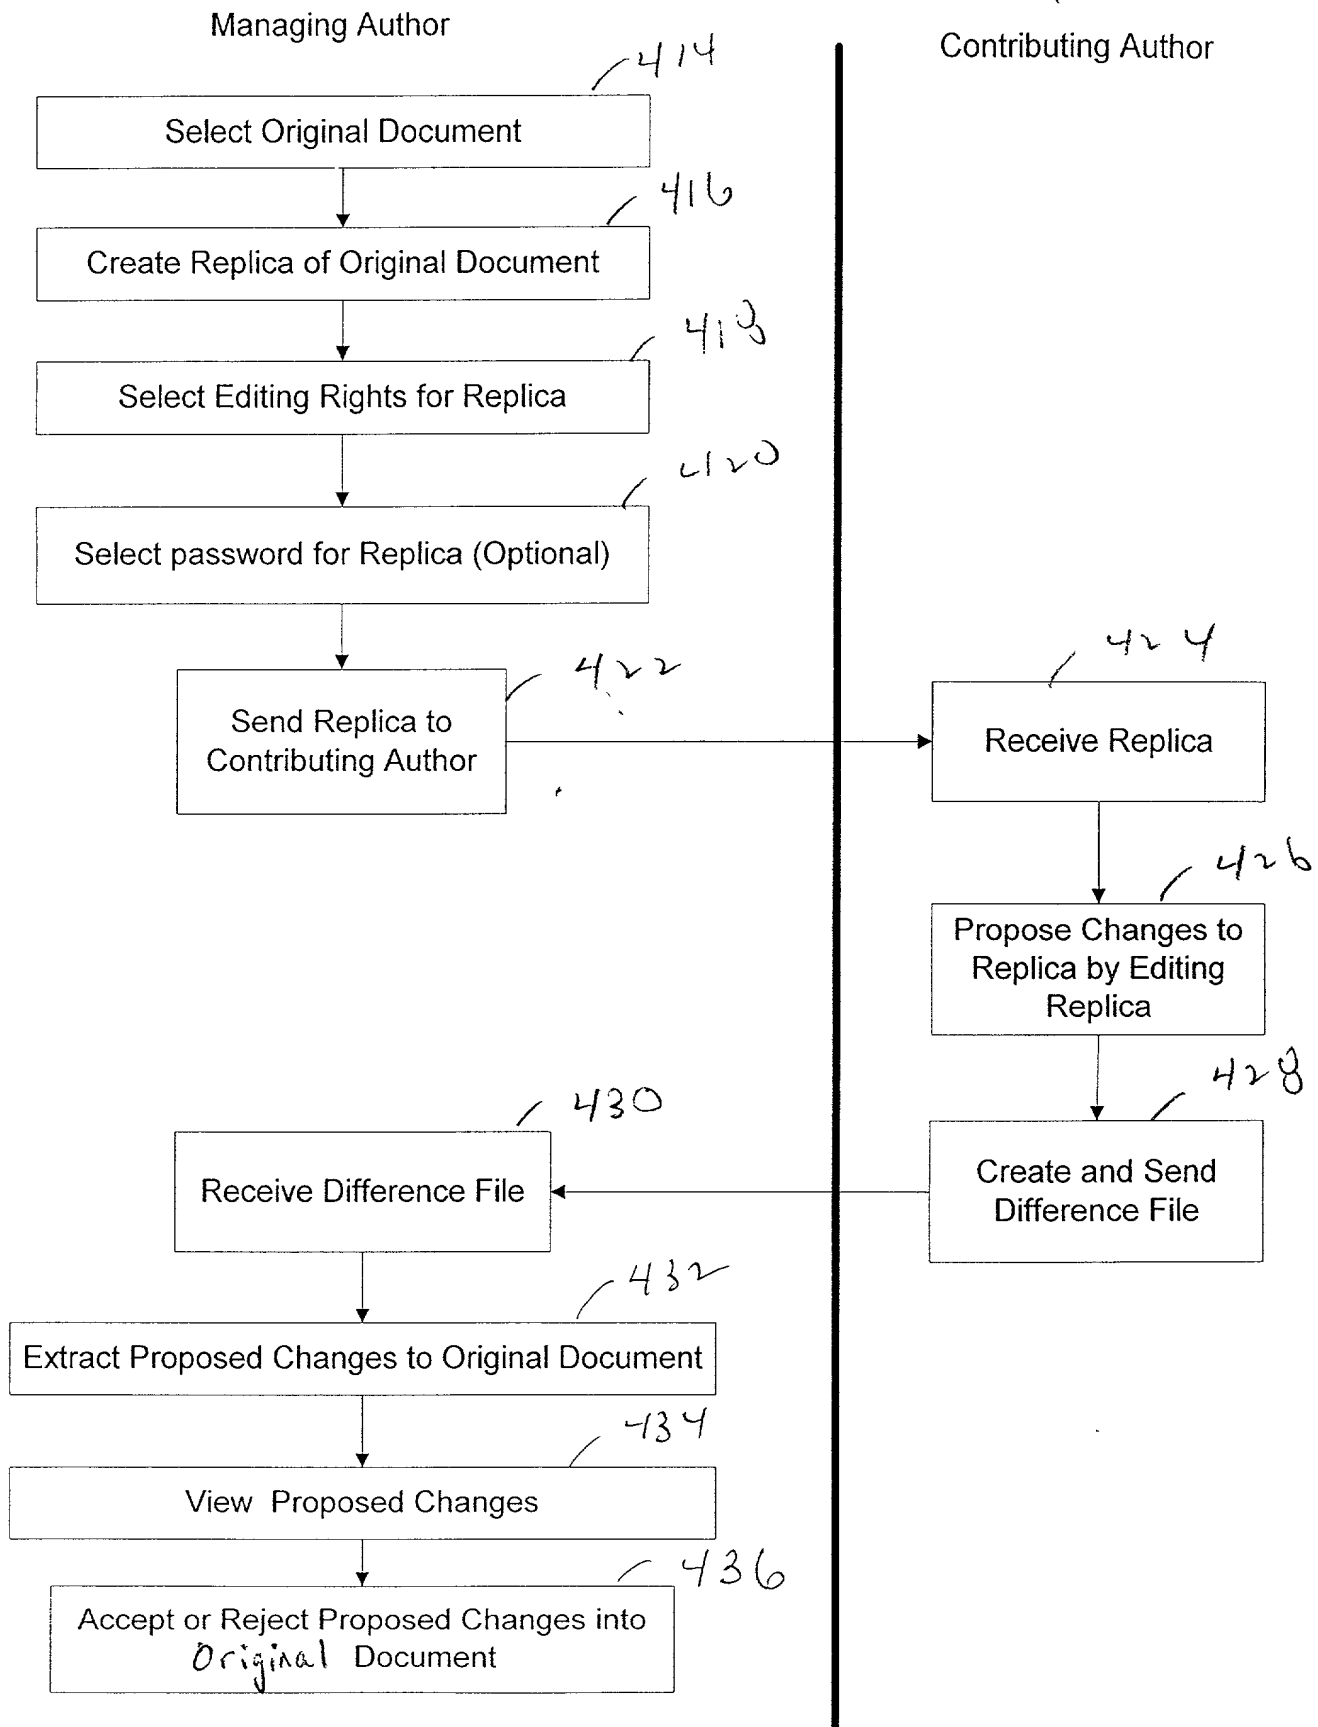 Managing Author
Contributing Author
414
Select Original Document
416
Create Replica of Original Document
418
Select Editing Rights for Replica
420
Select password for Replica (Optional)
422
Send Replica to
Contributing Author
424
Receive Replica
426
Propose Changes to
Replica by Editing
Replica
428
Create and Send
Difference File
430
Receive Difference File
432
Extract Proposed Changes to Original Document
434
View Proposed Changes
436
Accept or Reject Proposed Changes into
Original Document